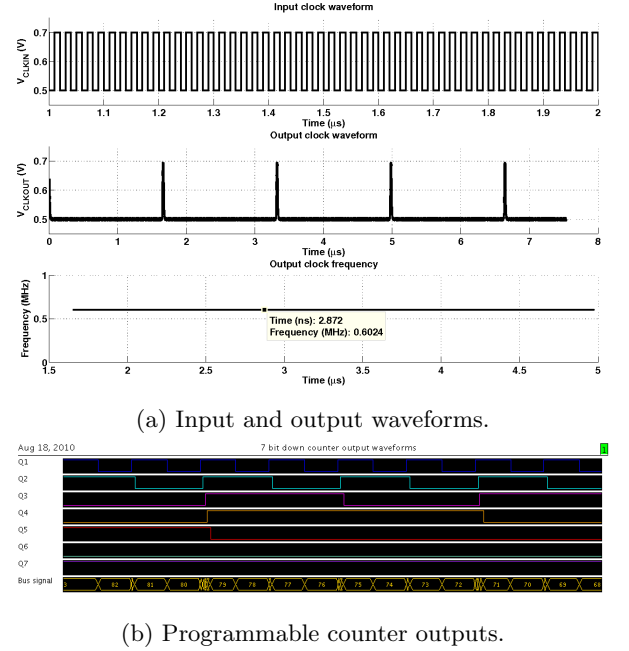 Input clock waveform
0.7
0.6
0.5
V_CLKIN (V)
1 1.1 1.2 1.3 1.4 1.5 1.6 1.7 1.8 1.9 2
Time (μs)
Output clock waveform
0.7
0.6
0.5
V_CLKOUT (V)
0 1 2 3 4 5 6 7 8
Time (μs)
Output clock frequency
1
0.5
0
Frequency (MHz)
Time (ns): 2.872
Frequency (MHz): 0.6024
1.5 2 2.5 3 3.5 4 4.5 5
Time (μs)
(a) Input and output waveforms.
Aug 18, 2010 7 bit down counter output waveforms 1
Q1
Q2
Q3
Q4
Q5
Q6
Q7
Bus signal 3 82 81 80 79 78 77 76 75 74 73 72 71 70 69 68
(b) Programmable counter outputs.